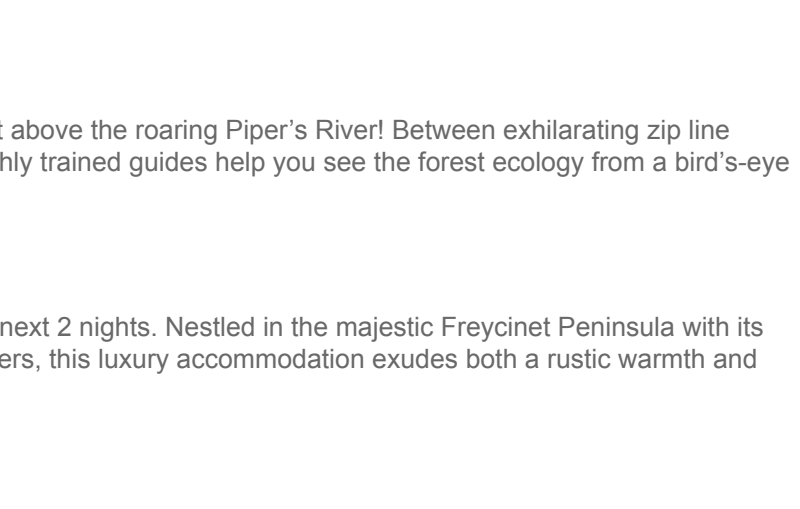 t above the roaring Piper’s River! Between exhilarating zip line
hly trained guides help you see the forest ecology from a bird’s-eye
next 2 nights. Nestled in the majestic Freycinet Peninsula with its
ers, this luxury accommodation exudes both a rustic warmth and